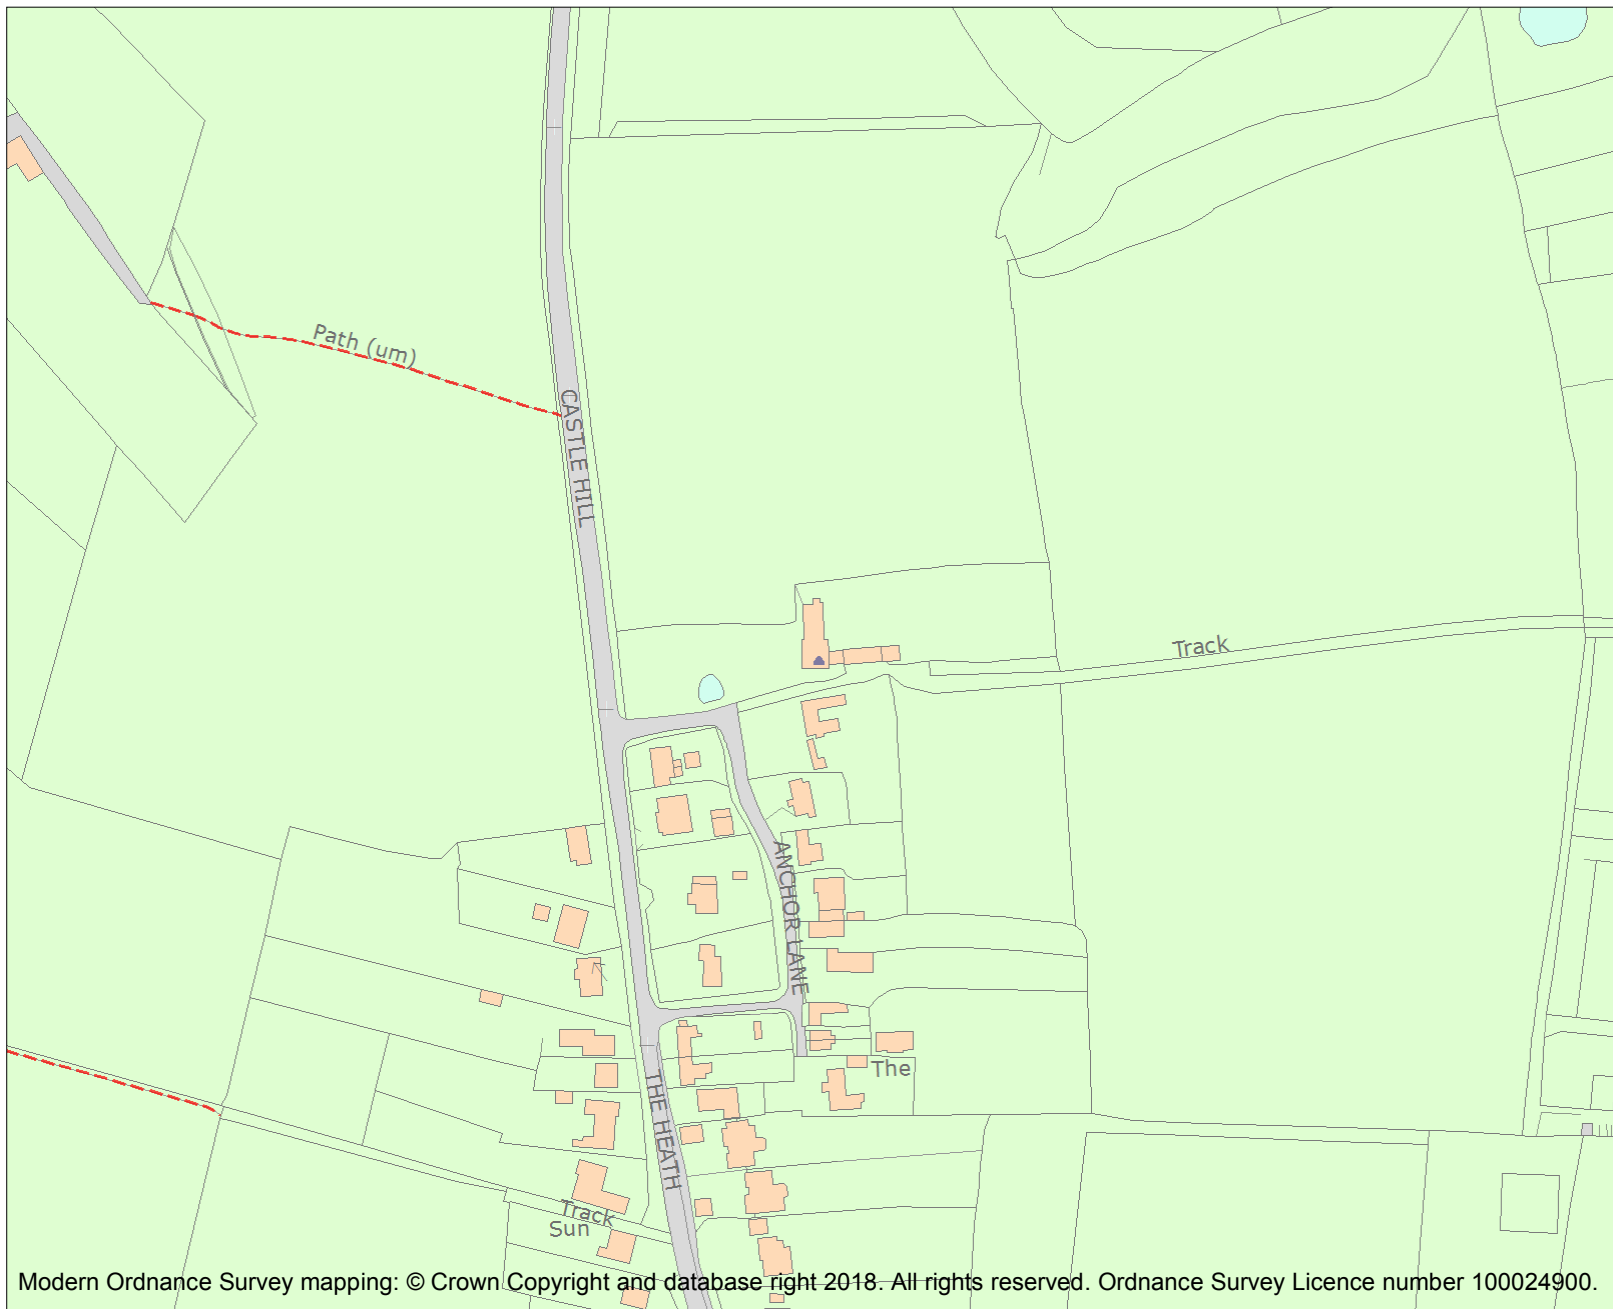 Path (um)
CASTLE HILL
Track
ANCHOR LANE
The
THE HEATH
Track
Sun
Modern Ordnance Survey mapping: © Crown Copyright and database right 2018. All rights reserved. Ordnance Survey Licence number 100024900.